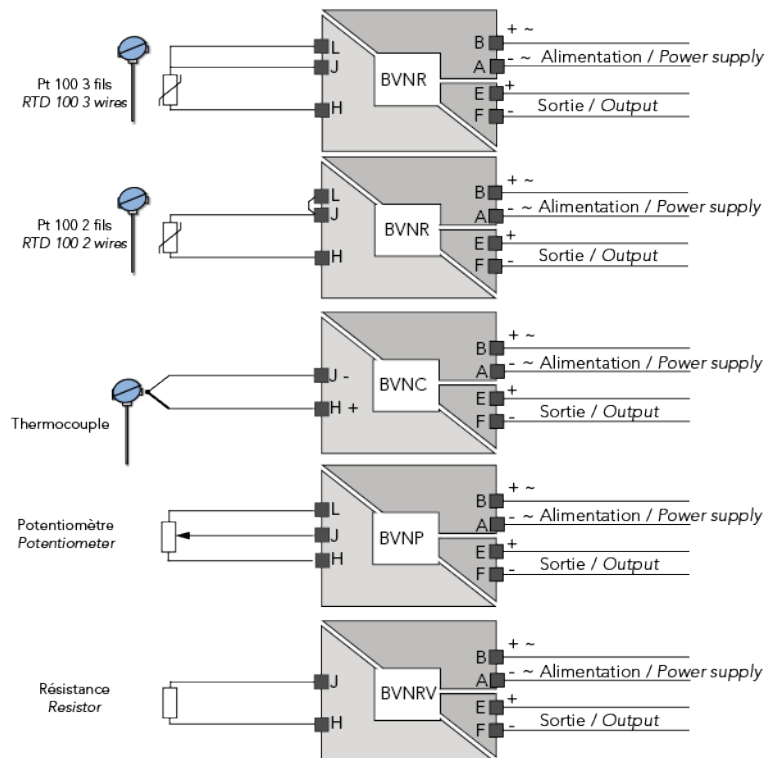 Pt 100 3 fils
RTD 100 3 wires
L
J
H
BVNR
B + ~
A - ~ Alimentation / Power supply
E +
Sortie / Output
F -
Pt 100 2 fils
RTD 100 2 wires
L
J
H
BVNR
B + ~
A - ~ Alimentation / Power supply
E +
Sortie / Output
F -
Thermocouple
J -
H +
BVNC
B + ~
A - ~ Alimentation / Power supply
E +
Sortie / Output
F -
Potentiomètre
Potentiometer
L
J
H
BVNP
B + ~
A - ~ Alimentation / Power supply
E +
Sortie / Output
F -
Résistance
Resistor
J
H
BVNRV
B + ~
A - ~ Alimentation / Power supply
E +
Sortie / Output
F -